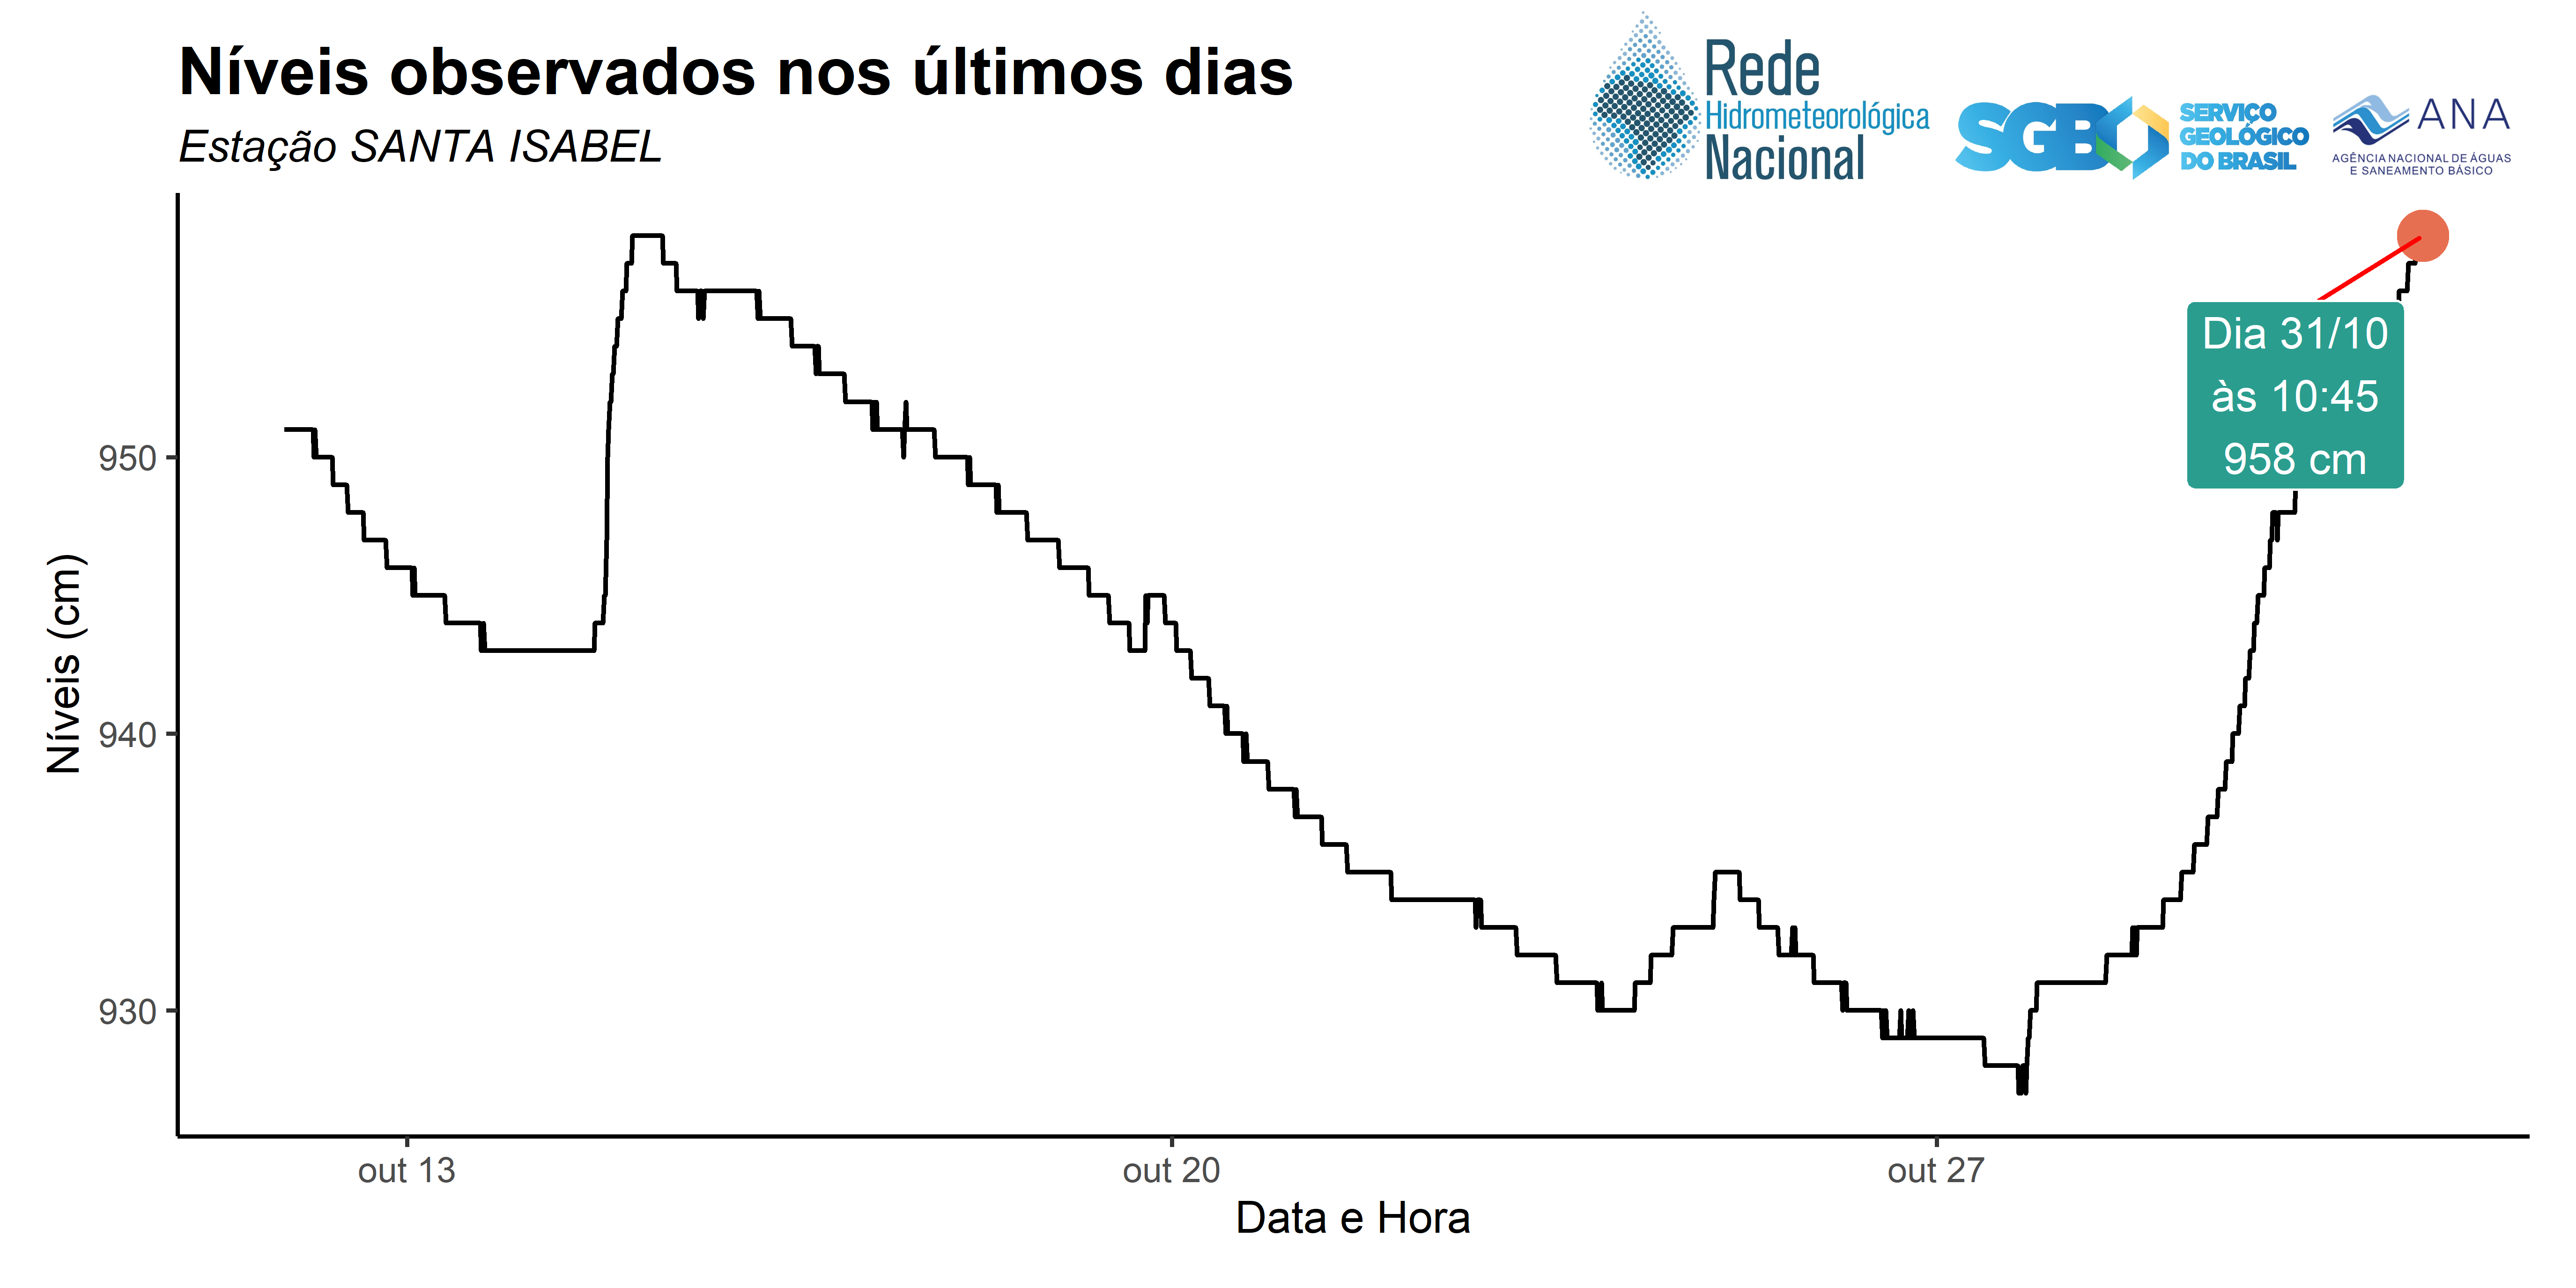 Níveis observados nos últimos dias
Estação SANTA ISABEL
Rede
Hidrometeorológica
Nacional
SGB
SERVIÇO
GEOLÓGICO
DO BRASIL
ANA
AGÊNCIA NACIONAL DE ÁGUAS
E SANEAMENTO BÁSICO
Dia 31/10
às 10:45
958 cm
Níveis (cm)
950
940
930
out 13
out 20
out 27
Data e Hora